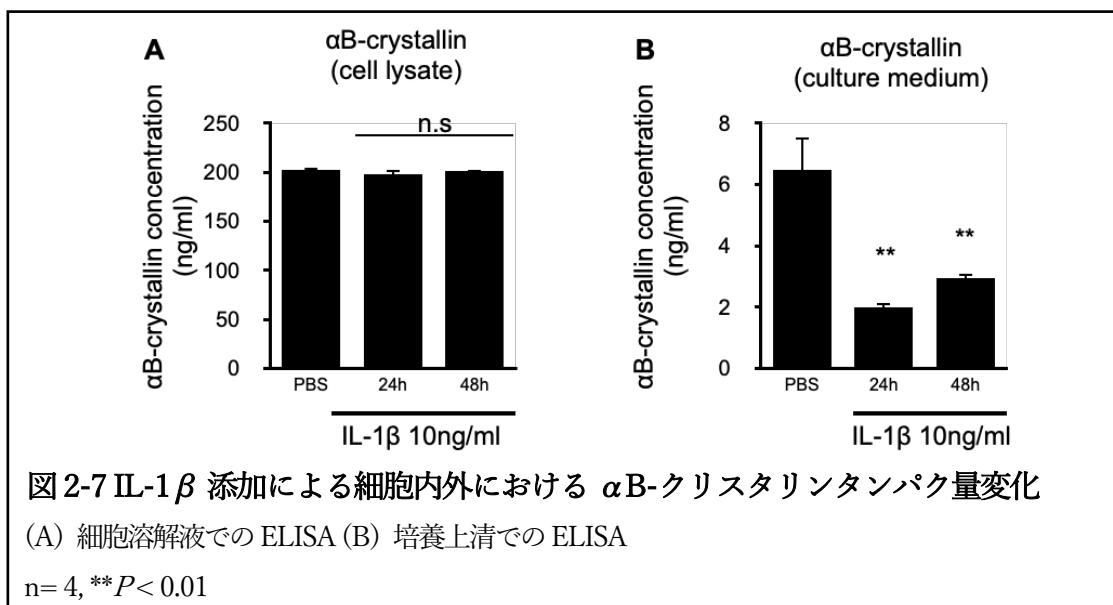 A
αB-crystallin
(cell lysate)
αB-crystallin concentration
(ng/ml)
250
200
150
100
50
0
n.s
PBS
24h
48h
IL-1β 10ng/ml
B
αB-crystallin
(culture medium)
αB-crystallin concentration
(ng/ml)
8
6
4
2
0
**
**
PBS
24h
48h
IL-1β 10ng/ml
図 2-7 IL-1β 添加による細胞内外における αB-クリスタリンタンパク量変化
(A) 細胞溶解液での ELISA (B) 培養上清での ELISA
n= 4, **P< 0.01